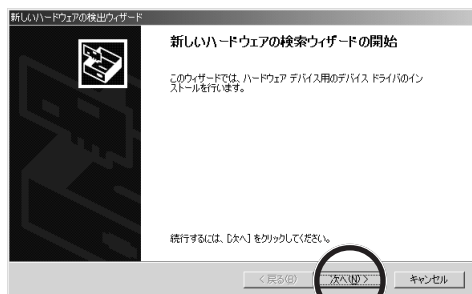 新しいハードウェアの検出ウィザード
新しいハードウェアの検索ウィザードの開始
このウィザードでは、ハードウェア デバイス用のデバイス ドライバのイン
ストールを行います。
続行するには、[次へ] をクリックしてください。
< 戻る(B)
次へ(N) >
キャンセル